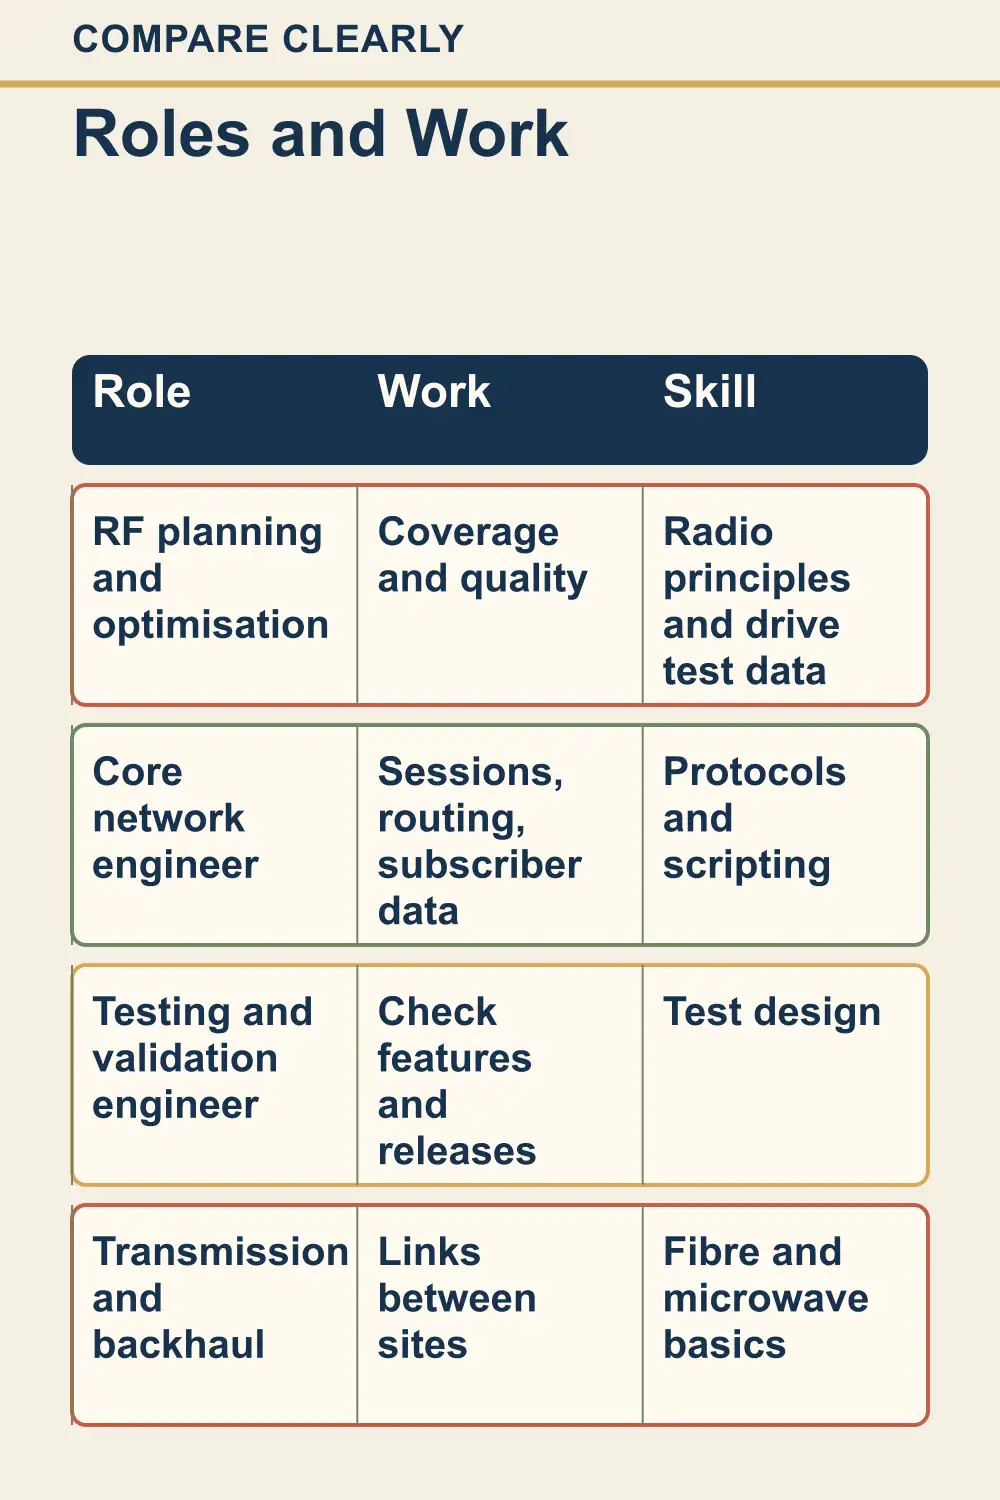 COMPARE CLEARLY
Roles and Work
Role
Work
Skill
RF planning
and
optimisation
Coverage
and quality
Radio
principles
and drive
test data
Core
network
engineer
Sessions,
routing,
subscriber
data
Protocols
and
scripting
Testing and
validation
engineer
Check
features
and
releases
Test design
Transmission
and
backhaul
Links
between
sites
Fibre and
microwave
basics